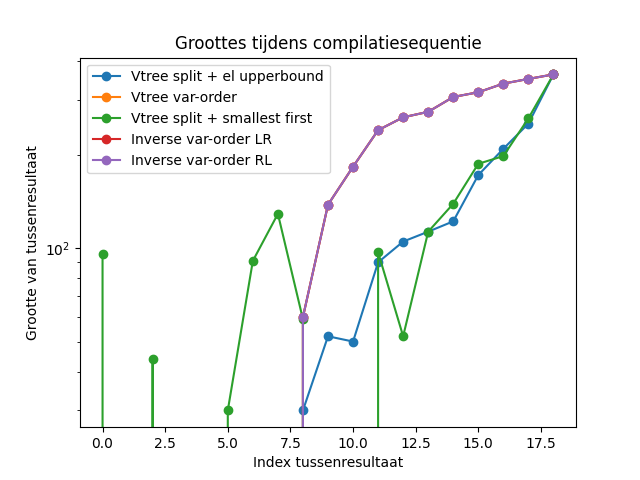 Groottes tijdens compilatiesequentie
Vtree split + el upperbound
Vtree var-order
Vtree split + smallest first
Inverse var-order LR
Inverse var-order RL
Grootte van tussenresultaat
10²
0.0 2.5 5.0 7.5 10.0 12.5 15.0 17.5
Index tussenresultaat